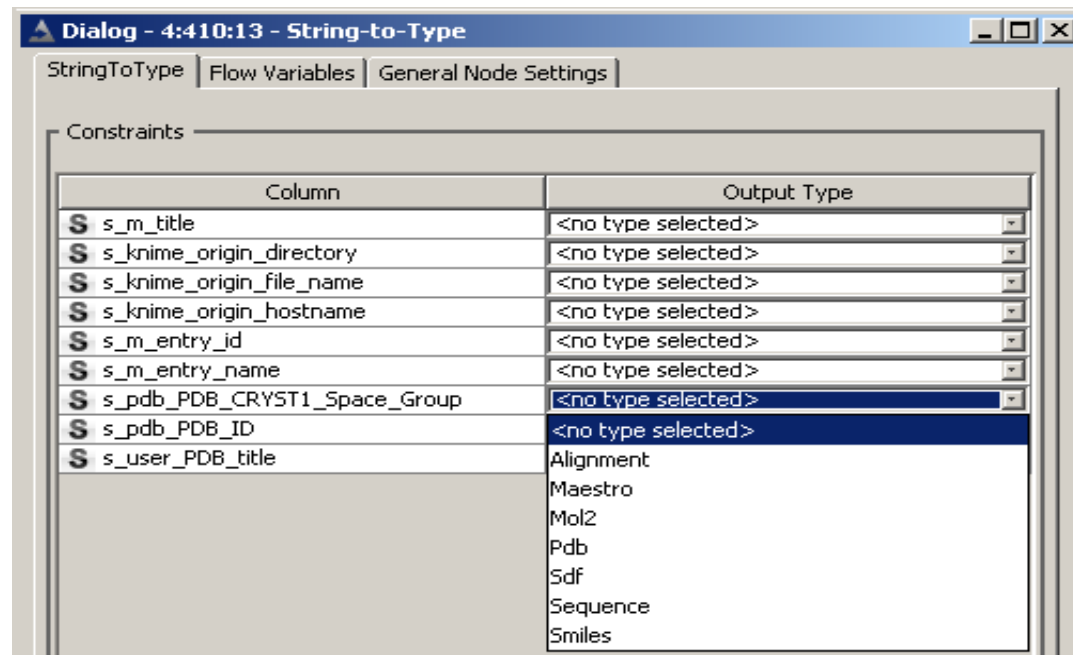 Dialog - 4:410:13 - String-to-Type
StringToType Flow Variables General Node Settings
Constraints
Column Output Type
S s_m_title <no type selected>
S s_knime_origin_directory <no type selected>
S s_knime_origin_file_name <no type selected>
S s_knime_origin_hostname <no type selected>
S s_m_entry_id <no type selected>
S s_m_entry_name <no type selected>
S s_pdb_PDB_CRYST1_Space_Group <no type selected>
S s_pdb_PDB_ID <no type selected>
S s_user_PDB_title Alignment
Maestro
Mol2
Pdb
Sdf
Sequence
Smiles